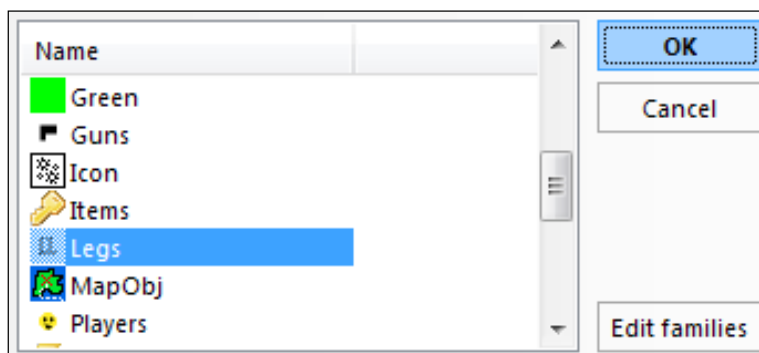 Name
Green
Guns
Icon
Items
Legs
MapObj
Players
OK
Cancel
Edit families